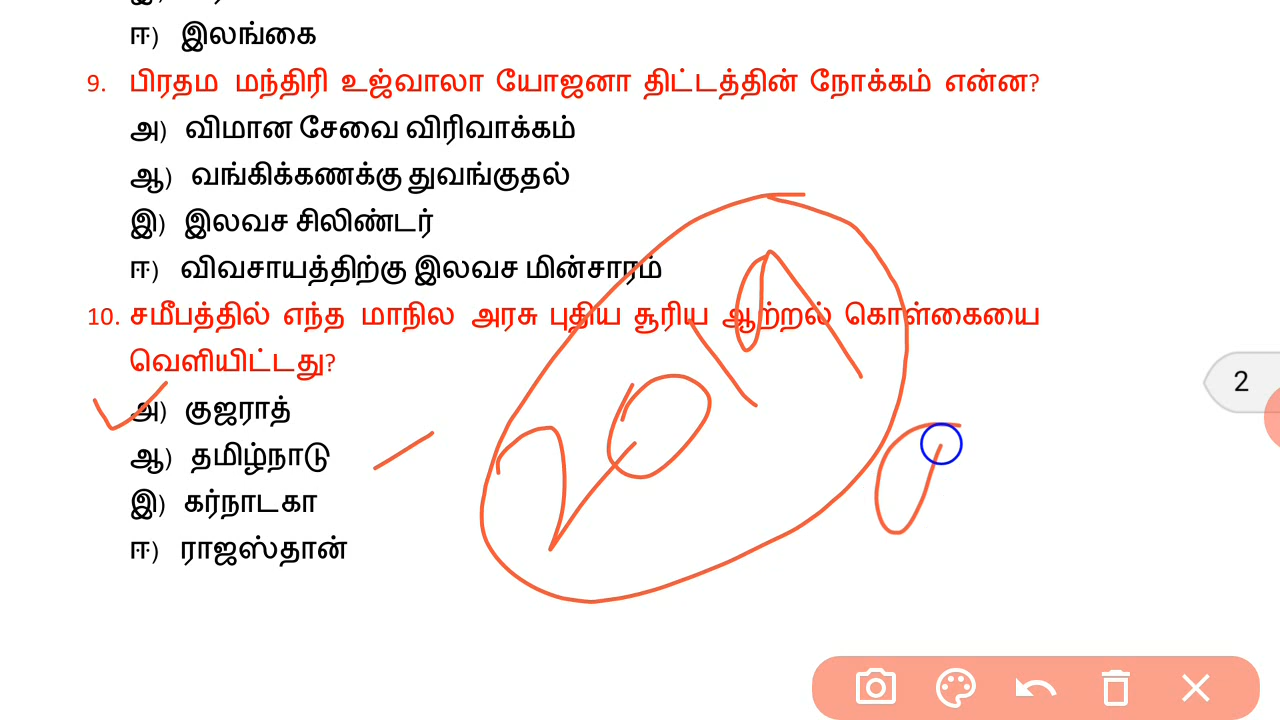 ஈ) இலங்கை
9. பிரதம மந்திரி உஜ்வாலா யோஜனா திட்டத்தின் நோக்கம் என்ன?
அ) விமான சேவை விரிவாக்கம்
ஆ) வங்கிக்கணக்கு துவங்குதல்
இ) இலவச சிலிண்டர்
ஈ) விவசாயத்திற்கு இலவச மின்சாரம்
10. சமீபத்தில் எந்த மாநில அரசு புதிய சூரிய ஆற்றல் கொள்கையை
வெளியிட்டது?
அ) குஜராத்
ஆ) தமிழ்நாடு
இ) கர்நாடகா
ஈ) ராஜஸ்தான்
2019
2